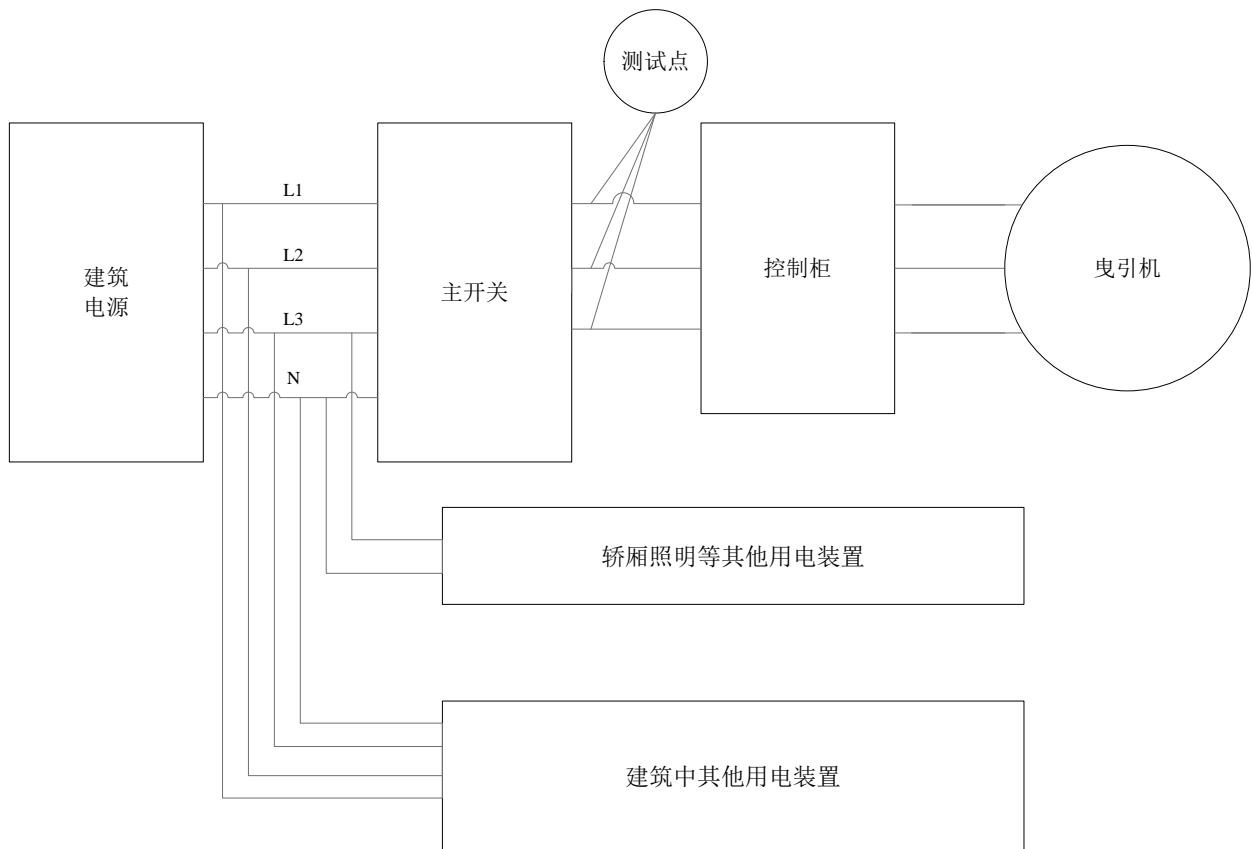 测试点
L1
L2
L3
N
建筑
电源
主开关
控制柜
曳引机
轿厢照明等其他用电装置
建筑中其他用电装置